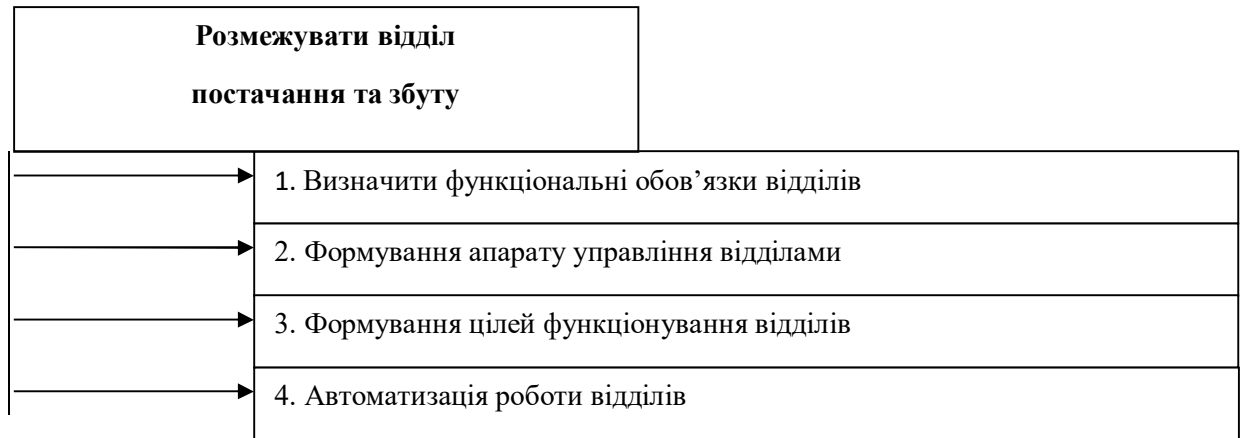 Розмежувати відділ
постачання та збуту
1. Визначити функціональні обов’язки відділів
2. Формування апарату управління відділами
3. Формування цілей функціонування відділів
4. Автоматизація роботи відділів